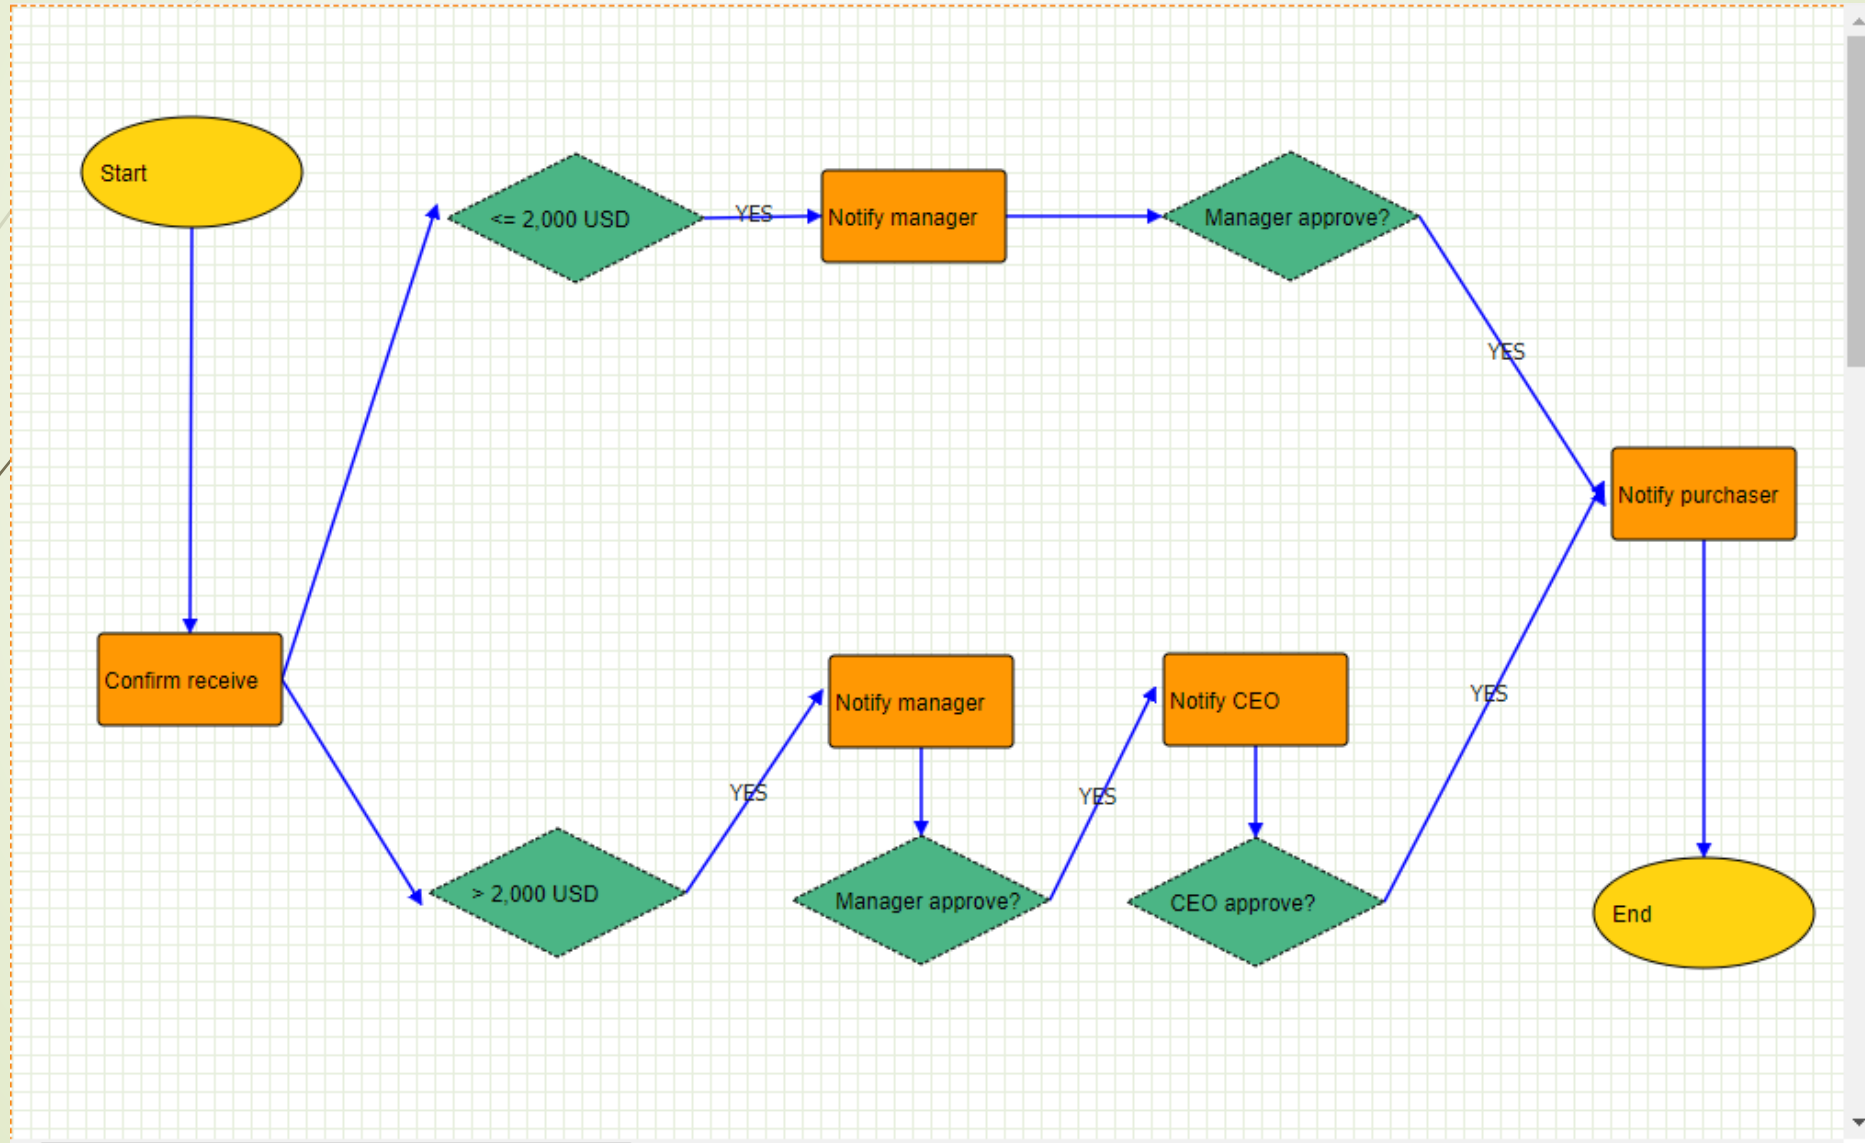 Start
<= 2,000 USD
YES
Notify manager
Manager approve?
YES
Notify purchaser
Confirm receive
Notify manager
Notify CEO
YES
YES
YES
> 2,000 USD
Manager approve?
CEO approve?
End